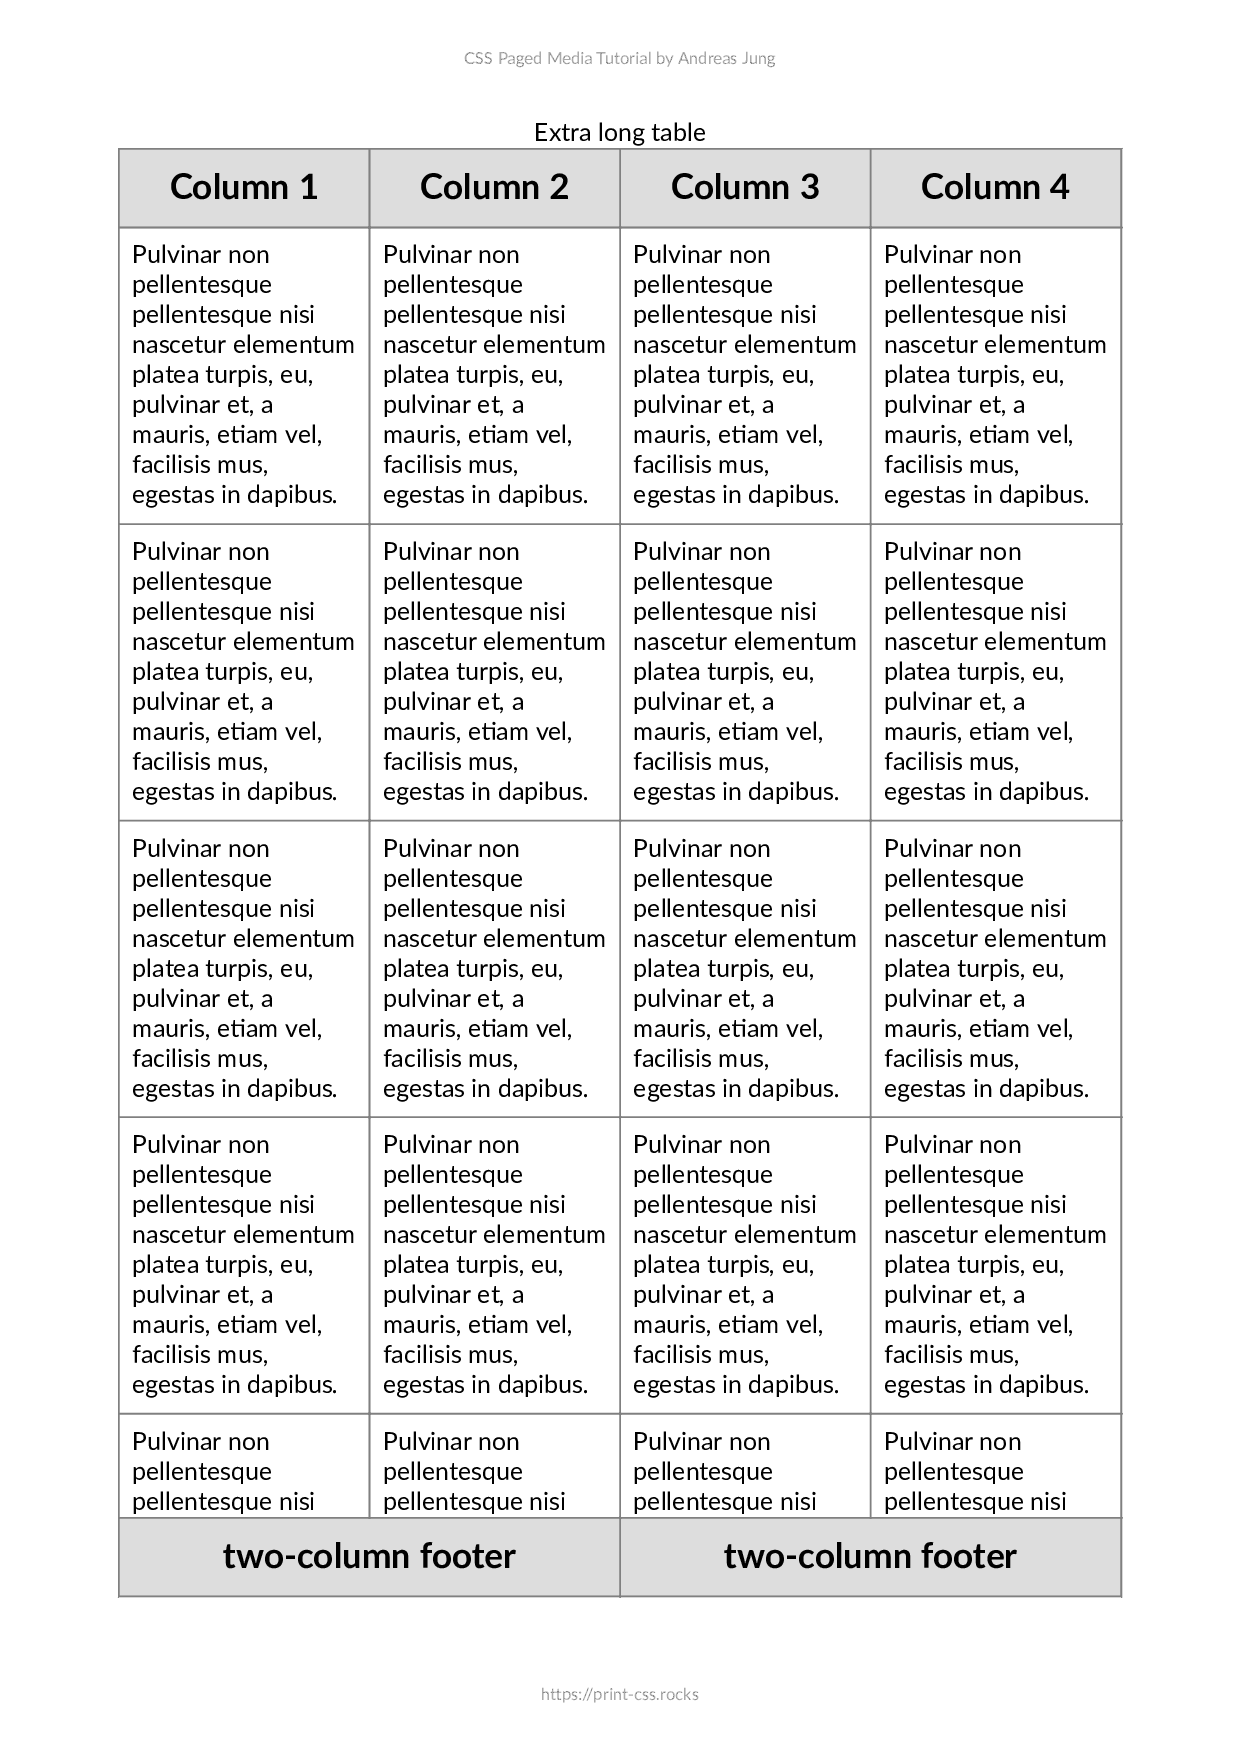 CSS Paged Media Tutorial by Andreas Jung
Extra long table
Column 1 Column 2 Column 3 Column 4
Pulvinar non Pulvinar non Pulvinar non Pulvinar non
pellentesque pellentesque pellentesque pellentesque
pellentesque nisi pellentesque nisi pellentesque nisi pellentesque nisi
nascetur elementum nascetur elementum nascetur elementum nascetur elementum
platea turpis, eu, platea turpis, eu, platea turpis, eu, platea turpis, eu,
pulvinar et, a pulvinar et, a pulvinar et, a pulvinar et, a
mauris, etiam vel, mauris, etiam vel, mauris, etiam vel, mauris, etiam vel,
facilisis mus, facilisis mus, facilisis mus, facilisis mus,
egestas in dapibus. egestas in dapibus. egestas in dapibus. egestas in dapibus.
Pulvinar non Pulvinar non Pulvinar non Pulvinar non
pellentesque pellentesque pellentesque pellentesque
pellentesque nisi pellentesque nisi pellentesque nisi pellentesque nisi
nascetur elementum nascetur elementum nascetur elementum nascetur elementum
platea turpis, eu, platea turpis, eu, platea turpis, eu, platea turpis, eu,
pulvinar et, a pulvinar et, a pulvinar et, a pulvinar et, a
mauris, etiam vel, mauris, etiam vel, mauris, etiam vel, mauris, etiam vel,
facilisis mus, facilisis mus, facilisis mus, facilisis mus,
egestas in dapibus. egestas in dapibus. egestas in dapibus. egestas in dapibus.
Pulvinar non Pulvinar non Pulvinar non Pulvinar non
pellentesque pellentesque pellentesque pellentesque
pellentesque nisi pellentesque nisi pellentesque nisi pellentesque nisi
nascetur elementum nascetur elementum nascetur elementum nascetur elementum
platea turpis, eu, platea turpis, eu, platea turpis, eu, platea turpis, eu,
pulvinar et, a pulvinar et, a pulvinar et, a pulvinar et, a
mauris, etiam vel, mauris, etiam vel, mauris, etiam vel, mauris, etiam vel,
facilisis mus, facilisis mus, facilisis mus, facilisis mus,
egestas in dapibus. egestas in dapibus. egestas in dapibus. egestas in dapibus.
Pulvinar non Pulvinar non Pulvinar non Pulvinar non
pellentesque pellentesque pellentesque pellentesque
pellentesque nisi pellentesque nisi pellentesque nisi pellentesque nisi
nascetur elementum nascetur elementum nascetur elementum nascetur elementum
platea turpis, eu, platea turpis, eu, platea turpis, eu, platea turpis, eu,
pulvinar et, a pulvinar et, a pulvinar et, a pulvinar et, a
mauris, etiam vel, mauris, etiam vel, mauris, etiam vel, mauris, etiam vel,
facilisis mus, facilisis mus, facilisis mus, facilisis mus,
egestas in dapibus. egestas in dapibus. egestas in dapibus. egestas in dapibus.
Pulvinar non Pulvinar non Pulvinar non Pulvinar non
pellentesque pellentesque pellentesque pellentesque
pellentesque nisi pellentesque nisi pellentesque nisi pellentesque nisi
two-column footer two-column footer
https://print-css.rocks